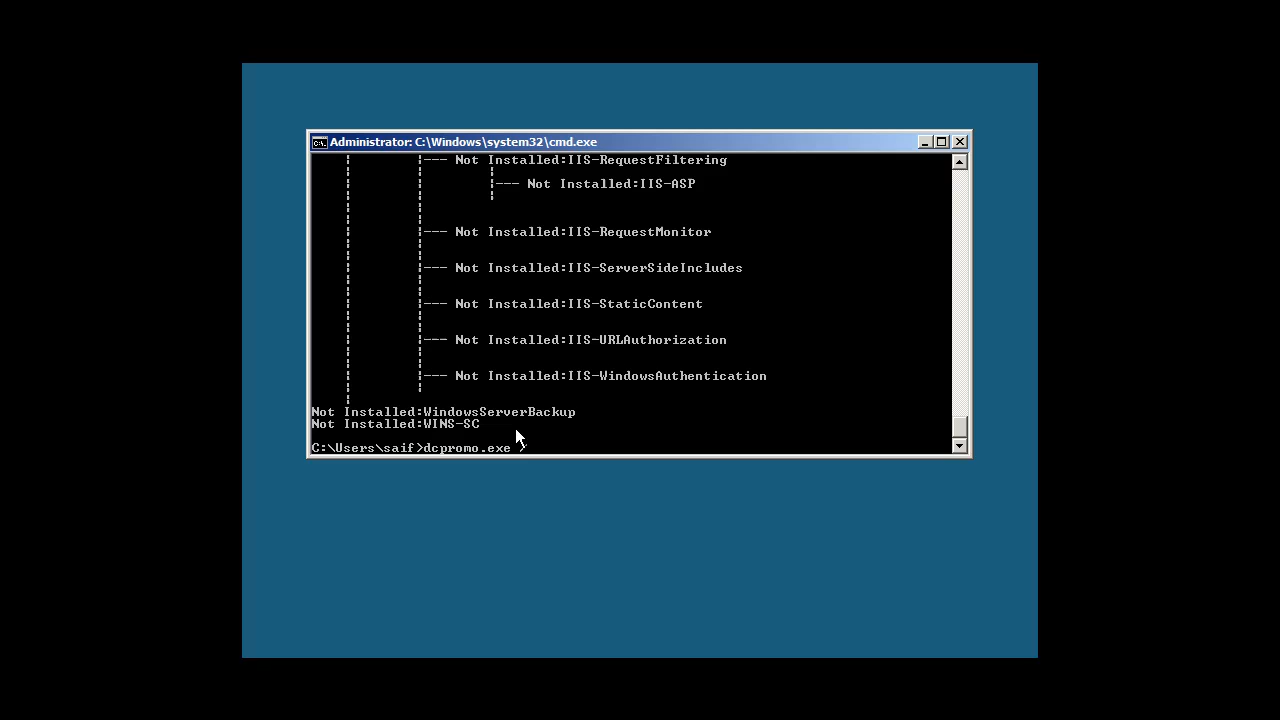 Administrator: C:\Windows\system32\cmd.exe
|--- Not Installed:IIS-RequestFiltering
|--- Not Installed:IIS-ASP
|--- Not Installed:IIS-RequestMonitor
|--- Not Installed:IIS-ServerSideIncludes
|--- Not Installed:IIS-StaticContent
|--- Not Installed:IIS-URLAuthorization
|--- Not Installed:IIS-WindowsAuthentication
Not Installed:WindowsServerBackup
Not Installed:WINS-SC
C:\Users\saif>dcpromo.exe